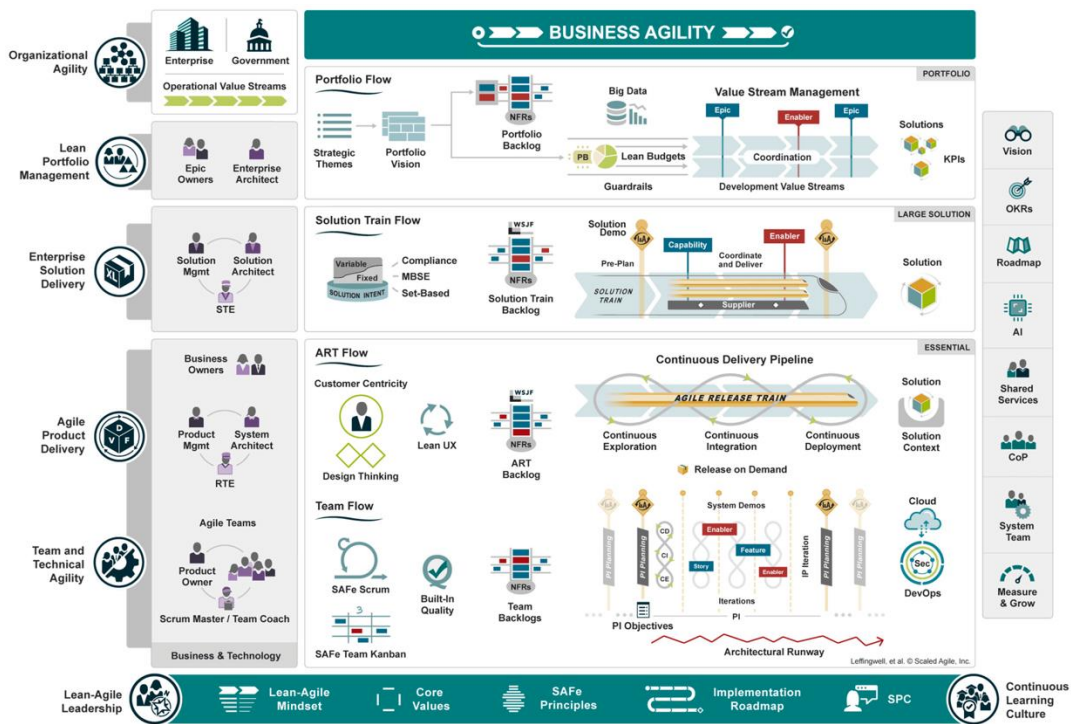 BUSINESS AGILITY
Organizational
Agility
Enterprise
Government
Operational Value Streams
Lean
Portfolio
Management
Epic
Owners
Enterprise
Architect
Portfolio Flow
PORTFOLIO
Strategic
Themes
Portfolio
Vision
NFRs
Portfolio
Backlog
Big Data
PB
Lean Budgets
Guardrails
Value Stream Management
Epic
Enabler
Epic
Coordination
Development Value Streams
Solutions
KPIs
Enterprise
Solution
Delivery
XL
Solution
Mgmt
Solution
Architect
STE
Solution Train Flow
LARGE SOLUTION
Variable
Fixed
SOLUTION INTENT
Compliance
MBSE
Set-Based
WSJF
NFRs
Solution Train
Backlog
Solution
Demo
I&A
Pre-Plan
Capability
Coordinate
and Deliver
Enabler
I&A
SOLUTION
TRAIN
Supplier
Solution
Agile
Product
Delivery
D
V
F
Business
Owners
Product
Mgmt
System
Architect
RTE
ART Flow
ESSENTIAL
Customer Centricity
Design Thinking
Lean UX
WSJF
NFRs
ART
Backlog
Continuous Delivery Pipeline
AGILE RELEASE TRAIN
Continuous
Exploration
Continuous
Integration
Continuous
Deployment
Release on Demand
Solution
Solution
Context
Team and
Technical
Agility
Agile Teams
Product
Owner
Scrum Master / Team Coach
Business & Technology
Team Flow
SAFe Scrum
3
SAFe Team Kanban
Built-In
Quality
NFRs
Team
Backlogs
I&A
I&A
I&A
I&A
PI Planning
PI Planning
CD
CI
CE
System Demos
Enabler
Feature
Story
Enabler
Iterations
IP Iteration
PI Planning
PI Planning
PI
PI Objectives
Architectural Runway
Cloud
Sec
DevOps
Leffingwell, et al. © Scaled Agile, Inc.
Vision
OKRs
Roadmap
AI
Shared
Services
CoP
System
Team
Measure
& Grow
Lean-Agile
Leadership
Lean-Agile
Mindset
Core
Values
SAFe
Principles
Implementation
Roadmap
SPC
Continuous
Learning
Culture